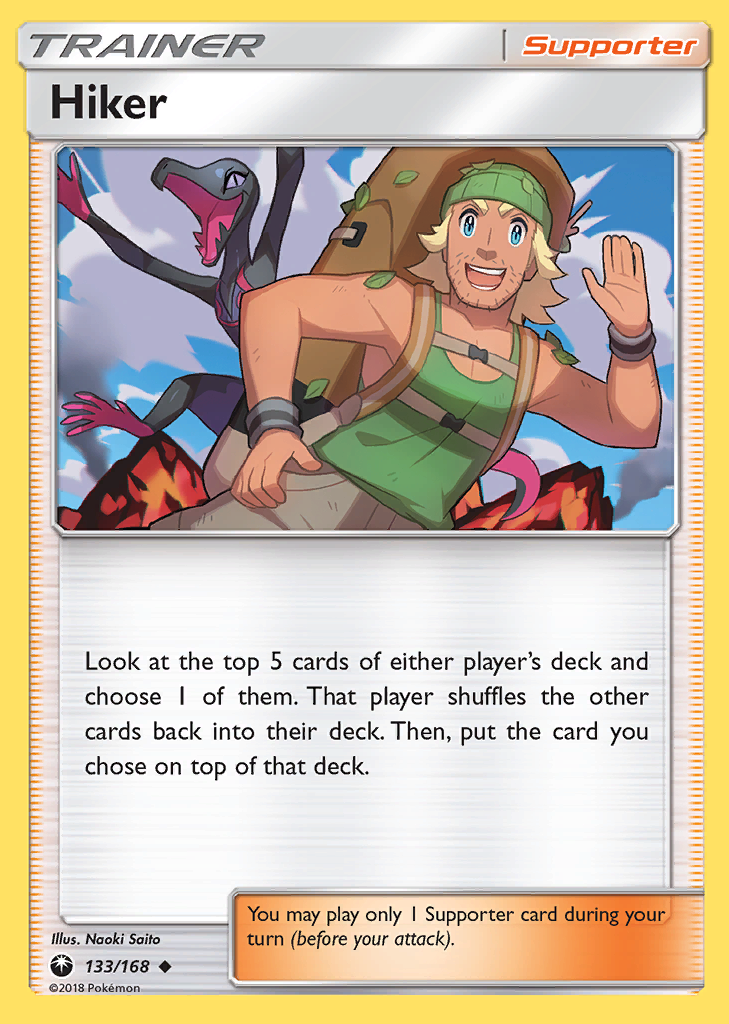 TRAINER
Supporter
Hiker
Look at the top 5 cards of either player's deck and
choose 1 of them. That player shuffles the other
cards back into their deck. Then, put the card you
chose on top of that deck.
You may play only 1 Supporter card during your
turn (before your attack).
Illus. Naoki Saito
133/168 ◆
©2018 Pokémon